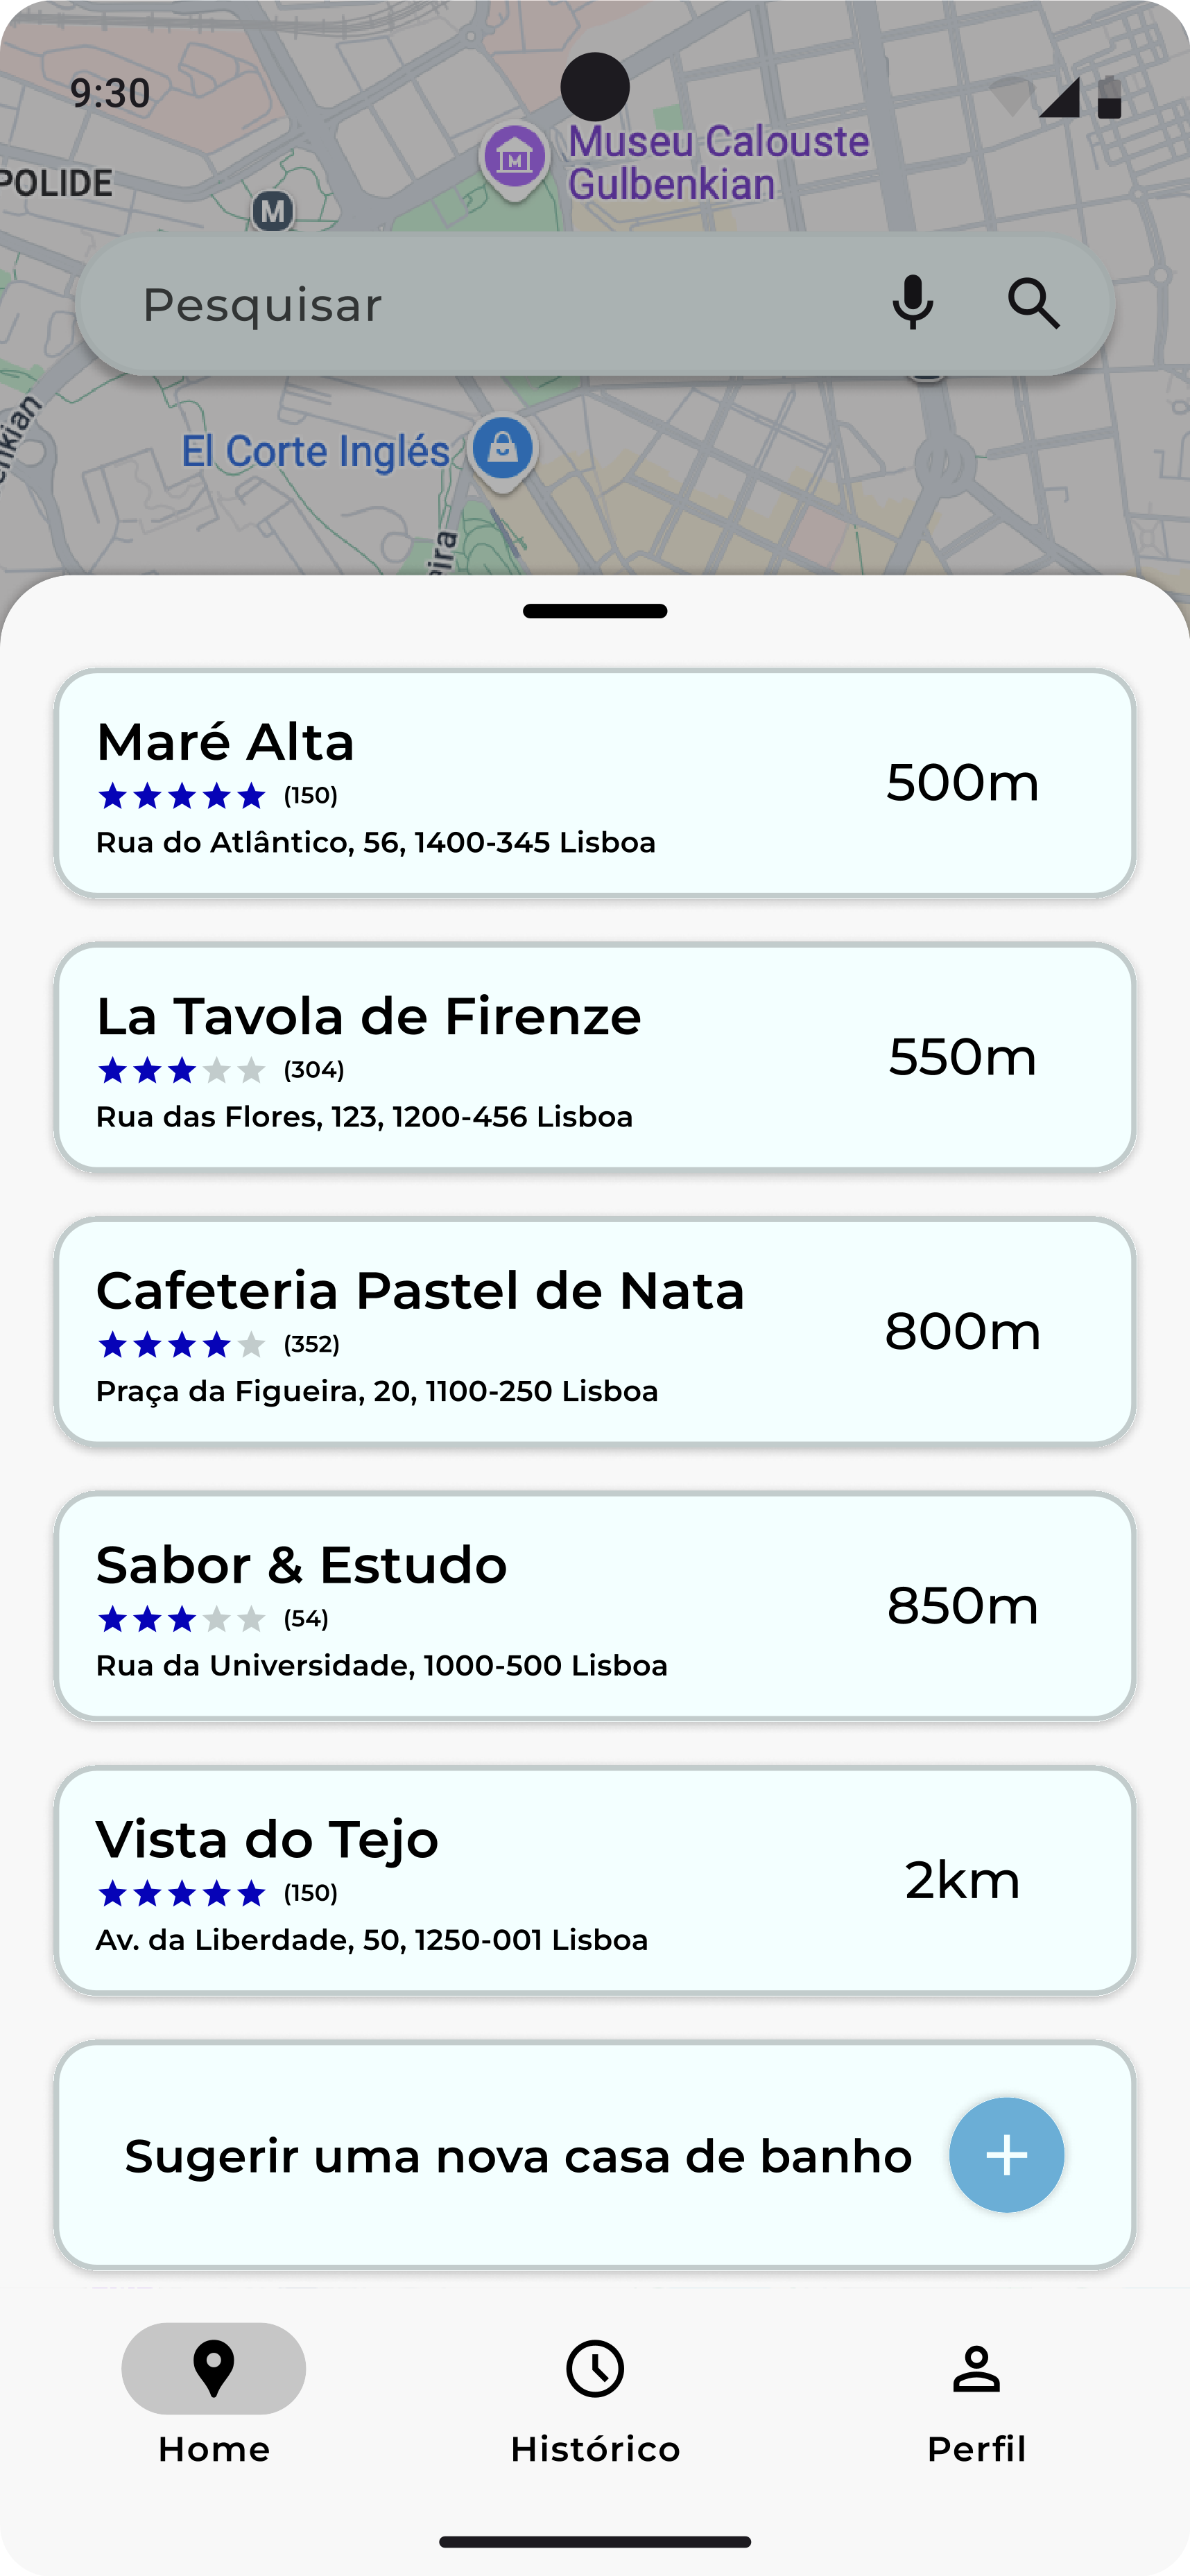 9:30
Museu Calouste
Gulbenkian
POLIDE
M
Pesquisar
El Corte Inglés
Maré Alta
(150)
Rua do Atlântico, 56, 1400-345 Lisboa
500m
La Tavola de Firenze
(304)
Rua das Flores, 123, 1200-456 Lisboa
550m
Cafeteria Pastel de Nata
(352)
Praça da Figueira, 20, 1100-250 Lisboa
800m
Sabor & Estudo
(54)
Rua da Universidade, 1000-500 Lisboa
850m
Vista do Tejo
(150)
Av. da Liberdade, 50, 1250-001 Lisboa
2km
Sugerir uma nova casa de banho
Home
Histórico
Perfil